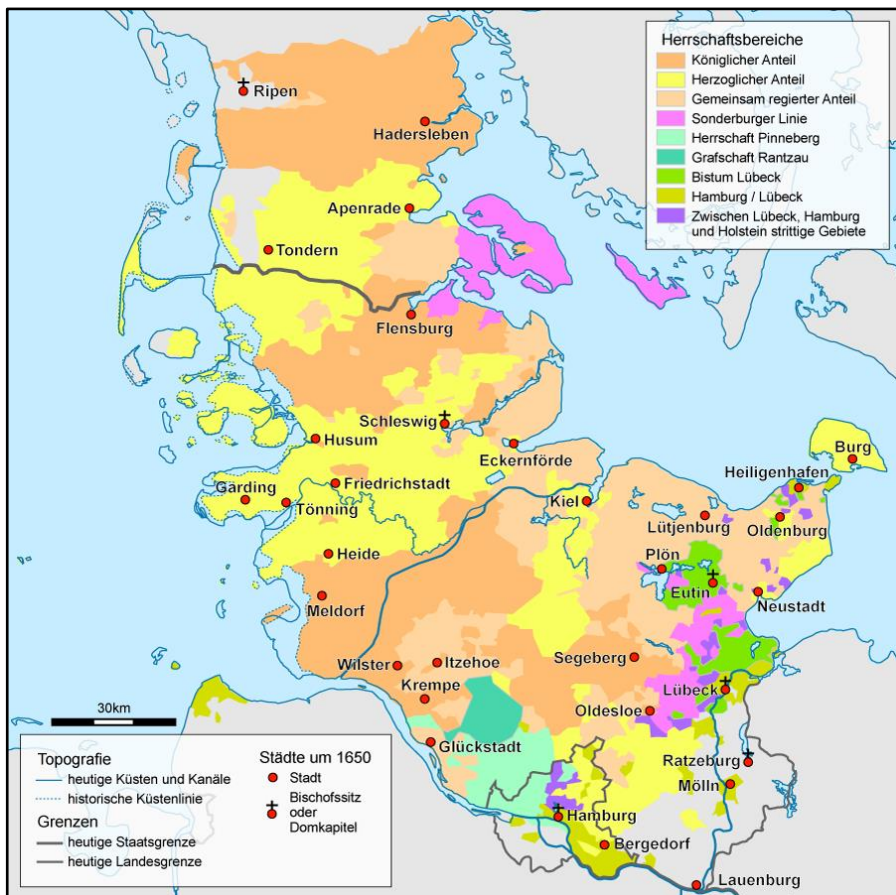 Herrschaftsbereiche
Königlicher Anteil
Herzoglicher Anteil
Gemeinsam regierter Anteil
Sonderburger Linie
Herrschaft Pinneberg
Grafschaft Rantzau
Bistum Lübeck
Hamburg / Lübeck
Zwischen Lübeck, Hamburg
und Holstein strittige Gebiete
Ripen
Hadersleben
Apenrade
Tondern
Flensburg
Schleswig
Husum
Eckernförde
Burg
Heiligenhafen
Garding
Friedrichstadt
Tönning
Kiel
Lütjenburg
Oldenburg
Heide
Plön
Eutin
Neustadt
Meldorf
Wilster
Itzehoe
Segeberg
Krempe
Lübeck
Oldesloe
Glückstadt
Ratzeburg
Mölln
Hamburg
Bergedorf
Lauenburg
30km
Topografie
heutige Küsten und Kanäle
historische Küstenlinie
Grenzen
heutige Staatsgrenze
heutige Landesgrenze
Städte um 1650
Stadt
Bischofssitz
oder
Domkapitel